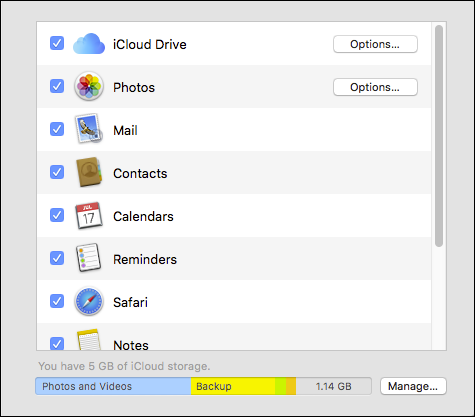 iCloud Drive Options...
Photos Options...
Mail
Contacts
JUL
17
Calendars
Reminders
Safari
Notes
You have 5 GB of iCloud storage.
Photos and Videos Backup 1.14 GB Manage...